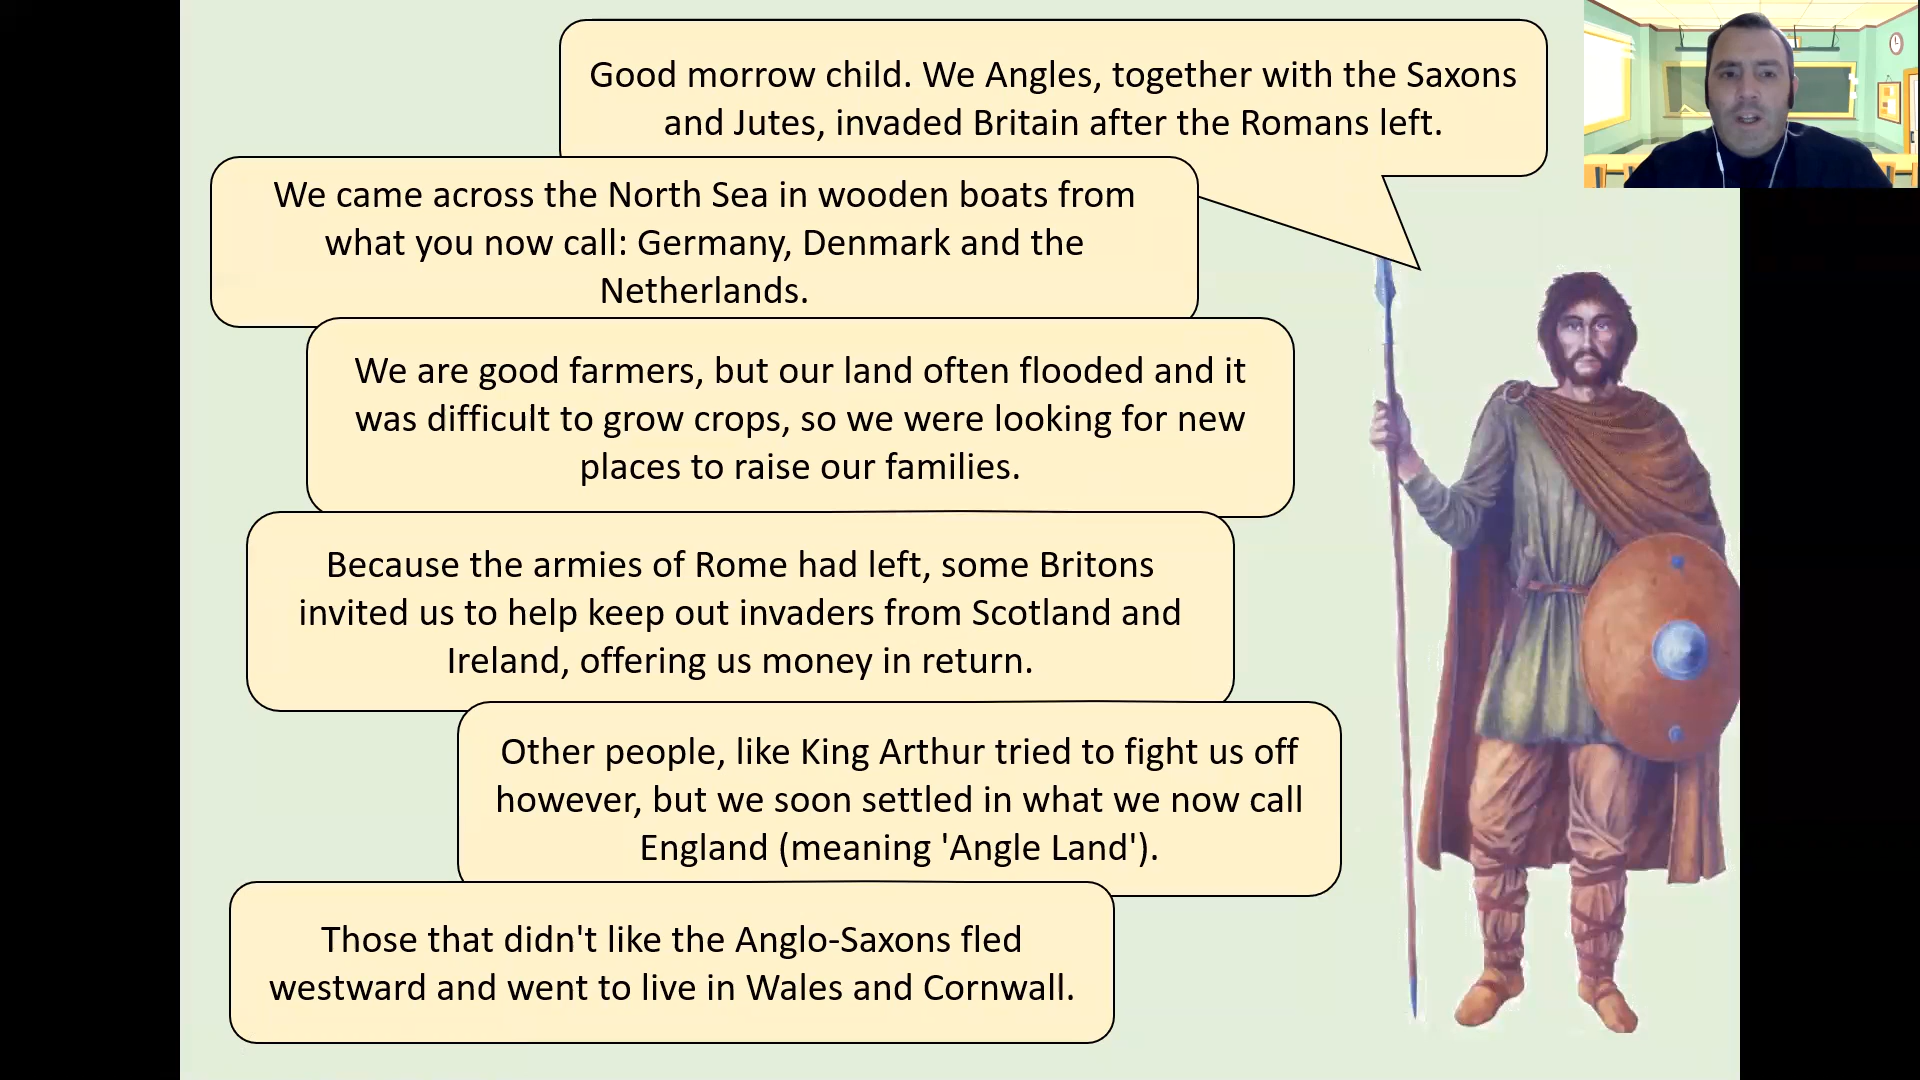 Good morrow child. We Angles, together with the Saxons
and Jutes, invaded Britain after the Romans left.
We came across the North Sea in wooden boats from
what you now call: Germany, Denmark and the
Netherlands.
We are good farmers, but our land often flooded and it
was difficult to grow crops, so we were looking for new
places to raise our families.
Because the armies of Rome had left, some Britons
invited us to help keep out invaders from Scotland and
Ireland, offering us money in return.
Other people, like King Arthur tried to fight us off
however, but we soon settled in what we now call
England (meaning 'Angle Land').
Those that didn't like the Anglo-Saxons fled
westward and went to live in Wales and Cornwall.